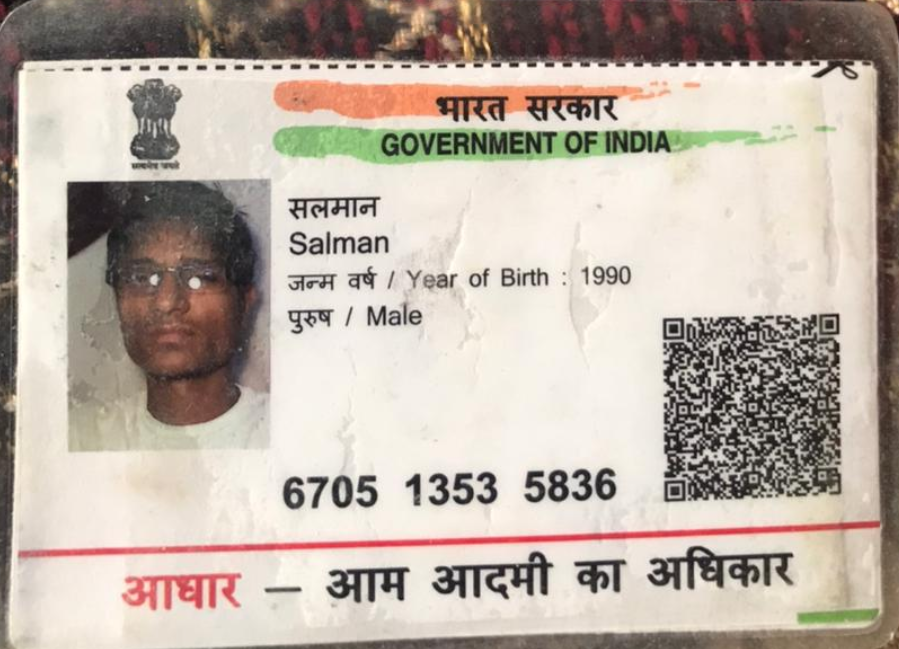 भारत सरकार
GOVERNMENT OF INDIA
सत्यमेव जयते
सलमान
Salman
जन्म वर्ष / Year of Birth : 1990
पुरुष / Male
6705 1353 5836
आधार – आम आदमी का अधिकार